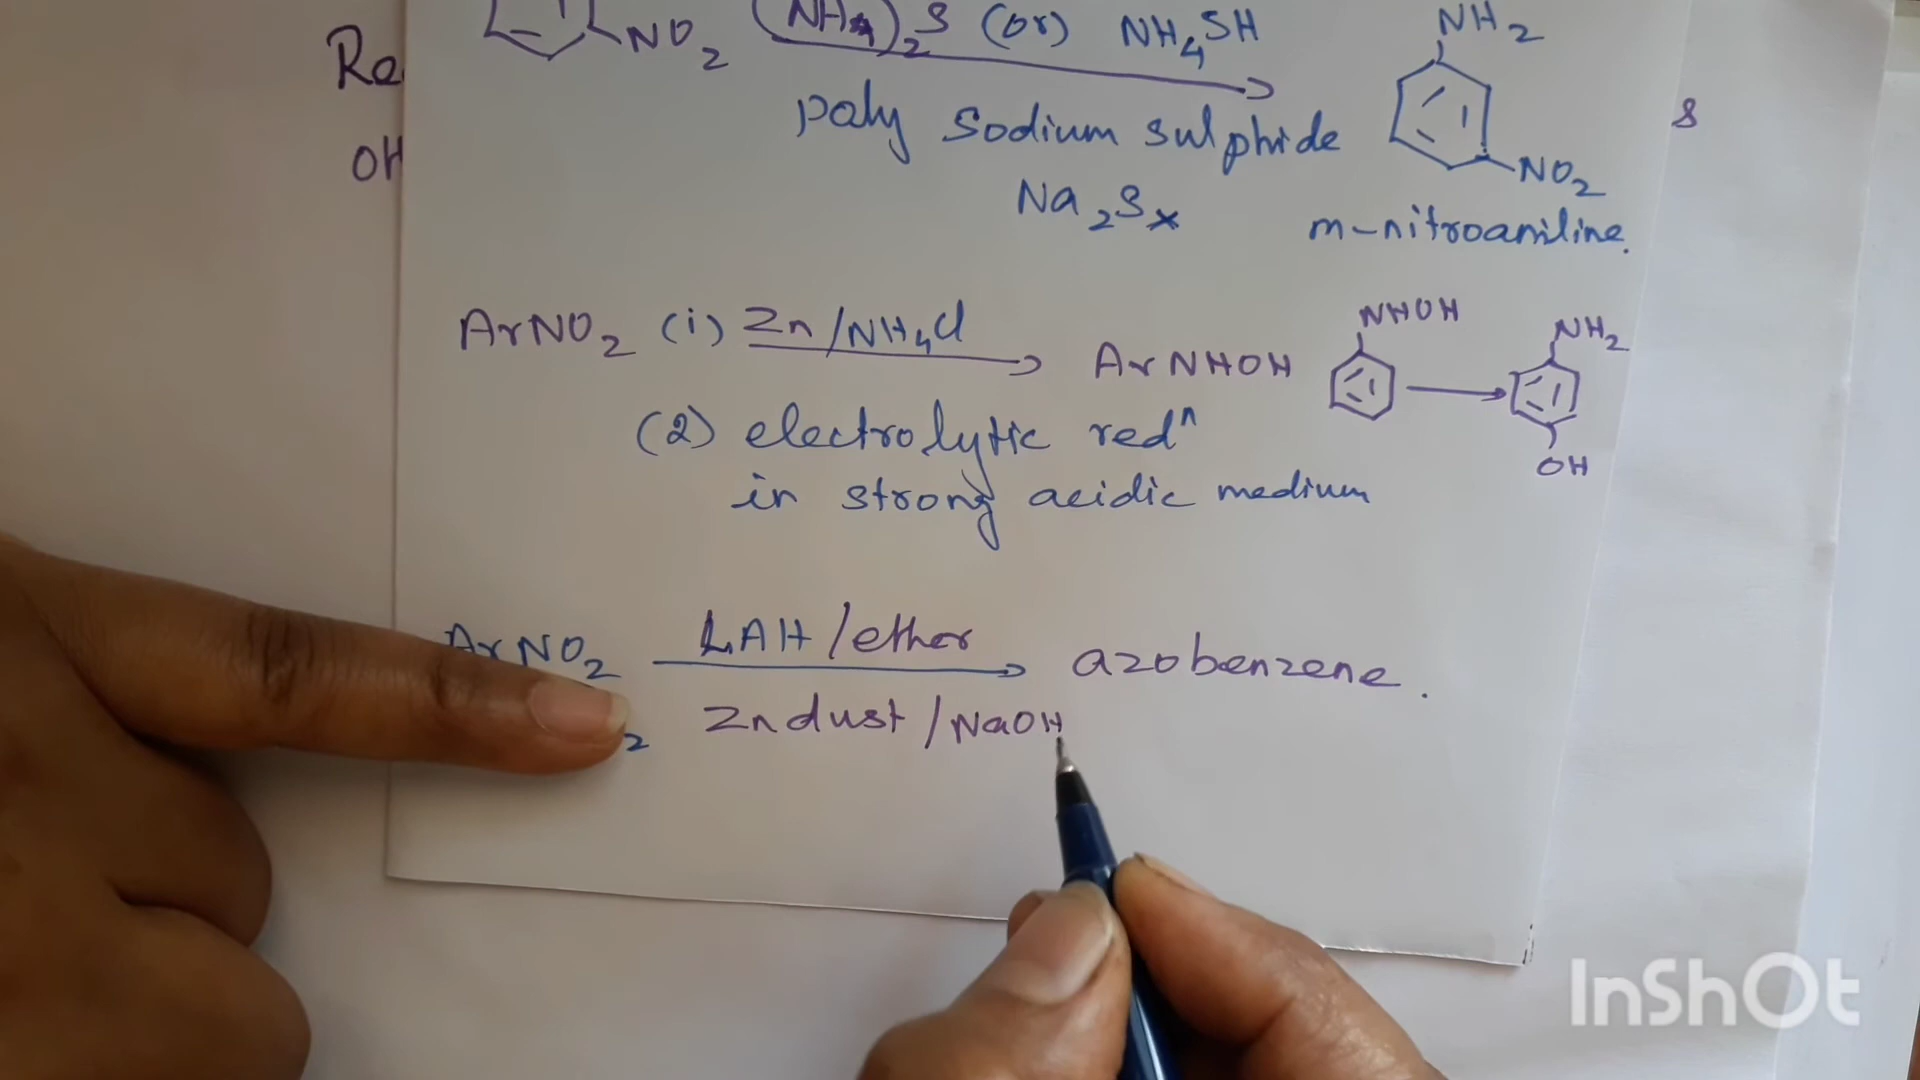 NO2 (NH4)2S (or) NH4SH NH2
Re
poly sodium sulphide
s
OH
NO2
Na2Sx
m-nitroaniline.
ArNO2 (i) Zn/NH4Cl ArNHOH
NHOH
NH2
OH
(2) electrolytic redn
in strong acidic medium
ArNO2 LAH/ether azobenzene.
2 Zn dust/NaOH
InShOt